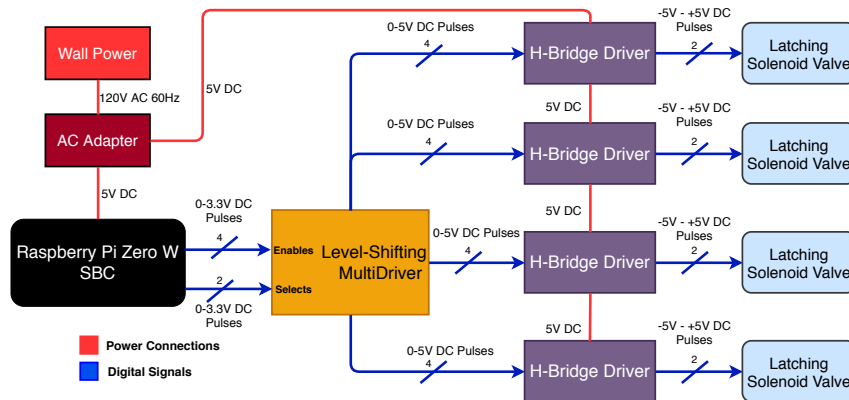 0-5V DC Pulses
4
H-Bridge Driver
-5V - +5V DC
Pulses
2
Latching
Solenoid Valve
Wall Power
120V AC 60Hz
5V DC
AC Adapter
5V DC
5V DC
0-5V DC Pulses
4
H-Bridge Driver
-5V - +5V DC
Pulses
2
Latching
Solenoid Valve
5V DC
Raspberry Pi Zero W
SBC
0-3.3V DC
Pulses
4
2
0-3.3V DC
Pulses
Enables
Selects
Level-Shifting
MultiDriver
0-5V DC Pulses
4
H-Bridge Driver
-5V - +5V DC
Pulses
2
Latching
Solenoid Valve
5V DC
0-5V DC Pulses
4
H-Bridge Driver
-5V - +5V DC
Pulses
2
Latching
Solenoid Valve
Power Connections
Digital Signals